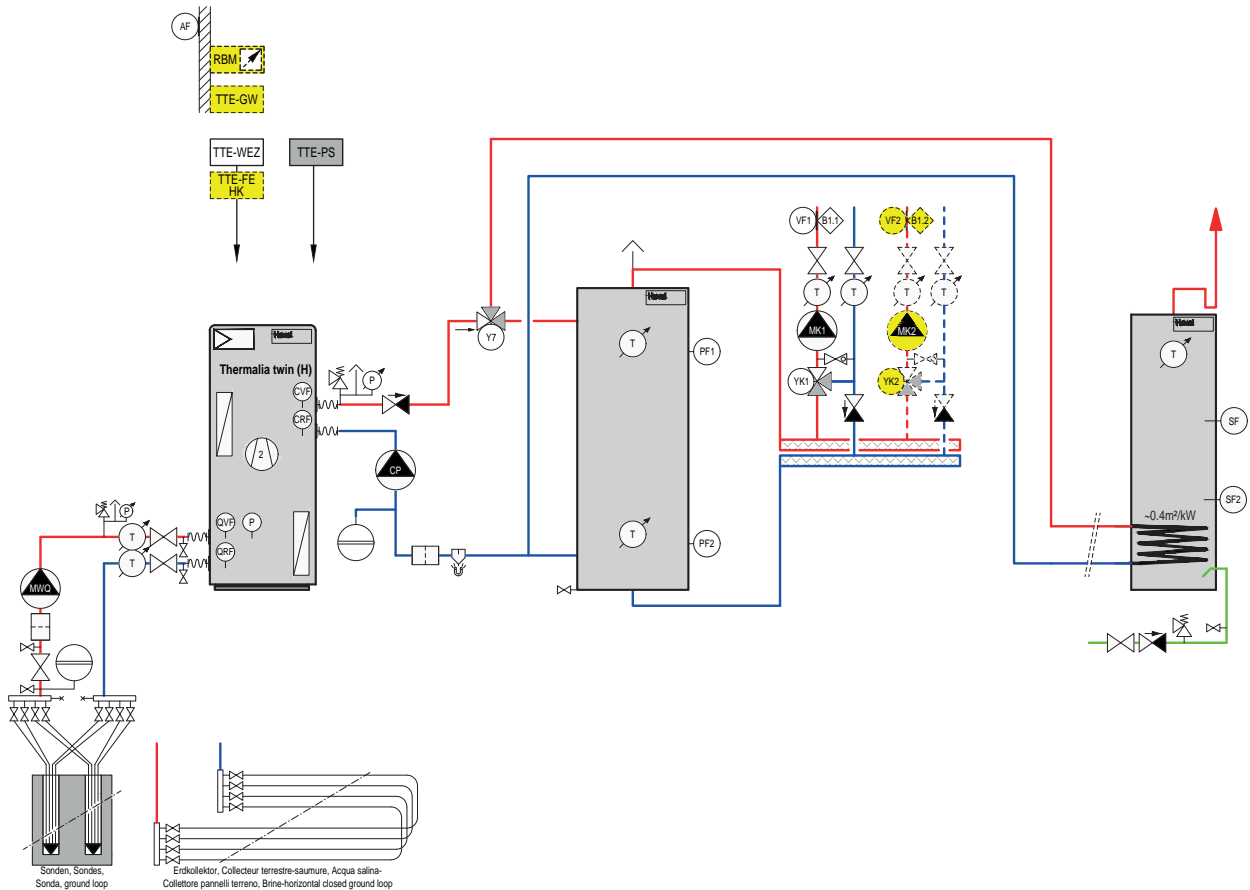 AF
RBM
TTE-GW
TTE-WEZ
TTE-PS
TTE-FE
HK
VF1
B1.1
VF2
B1.2
T
T
T
T
MK1
MK2
YK1
YK2
Y7
Thermalia twin (H)
P
CVF
CRF
2
CP
QVF
P
QRF
P
T
T
MWQ
T
PF1
T
PF2
T
SF
SF2
~0.4m²/kW
Sonden, Sondes,
Sonda, ground loop
Erdkollektor, Collecteur terrestre-saumure, Acqua salina-
Collettore pannelli terreno, Brine-horizontal closed ground loop